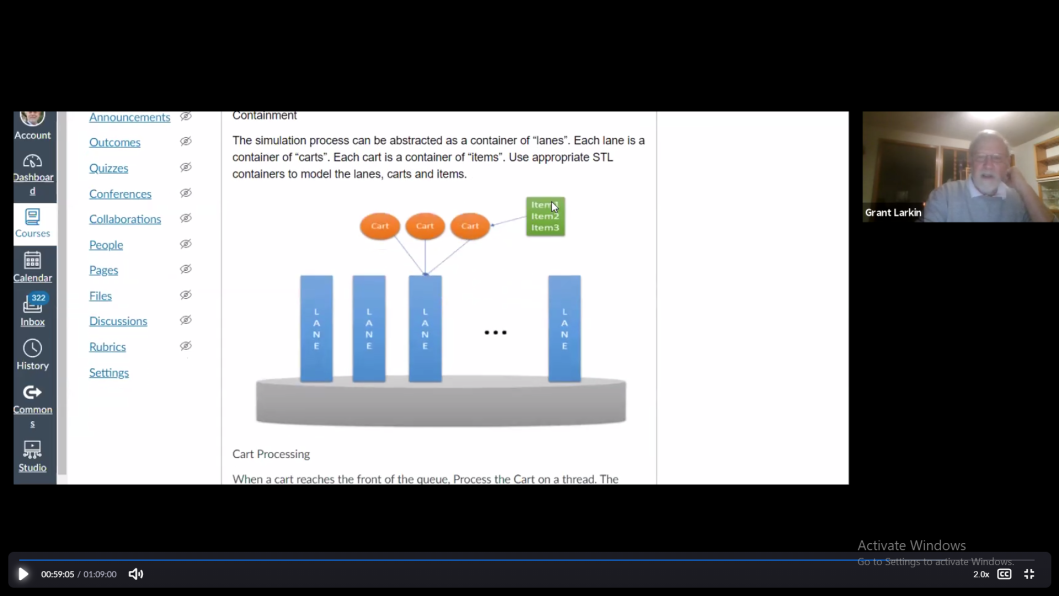 Account
Dashboar
d
Courses
Calendar
322
Inbox
History
Common
s
Studio
Announcements
Outcomes
Quizzes
Conferences
Collaborations
People
Pages
Files
Discussions
Rubrics
Settings
Containment
The simulation process can be abstracted as a container of “lanes”. Each lane is a
container of “carts”. Each cart is a container of “items”. Use appropriate STL
containers to model the lanes, carts and items.
Cart Cart Cart
Item1
Item2
Item3
LANE LANE LANE ... LANE
Cart Processing
When a cart reaches the front of the queue, Process the Cart on a thread. The
Grant Larkin
Activate Windows
Go to Settings to activate Windows.
00:59:05 / 01:09:00
2.0x
CC